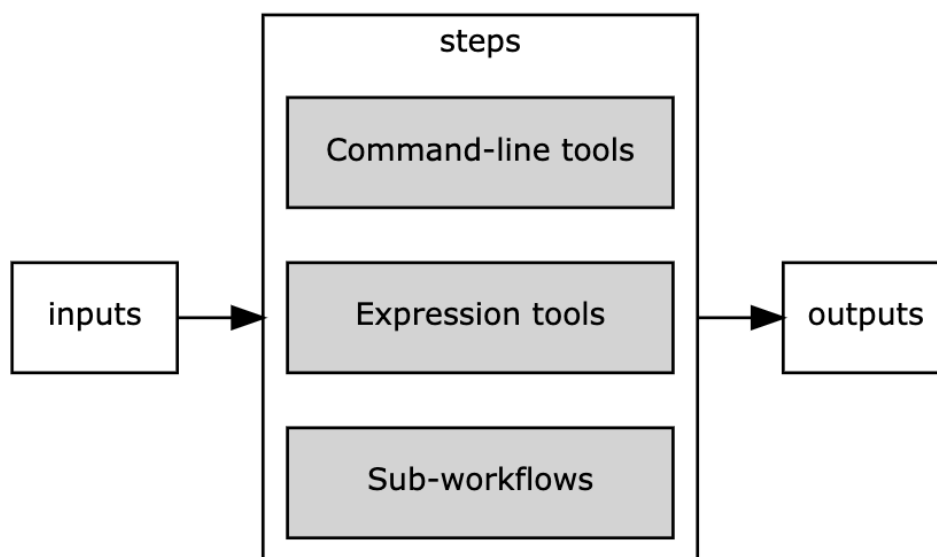 steps
Command-line tools
inputs
Expression tools
outputs
Sub-workflows